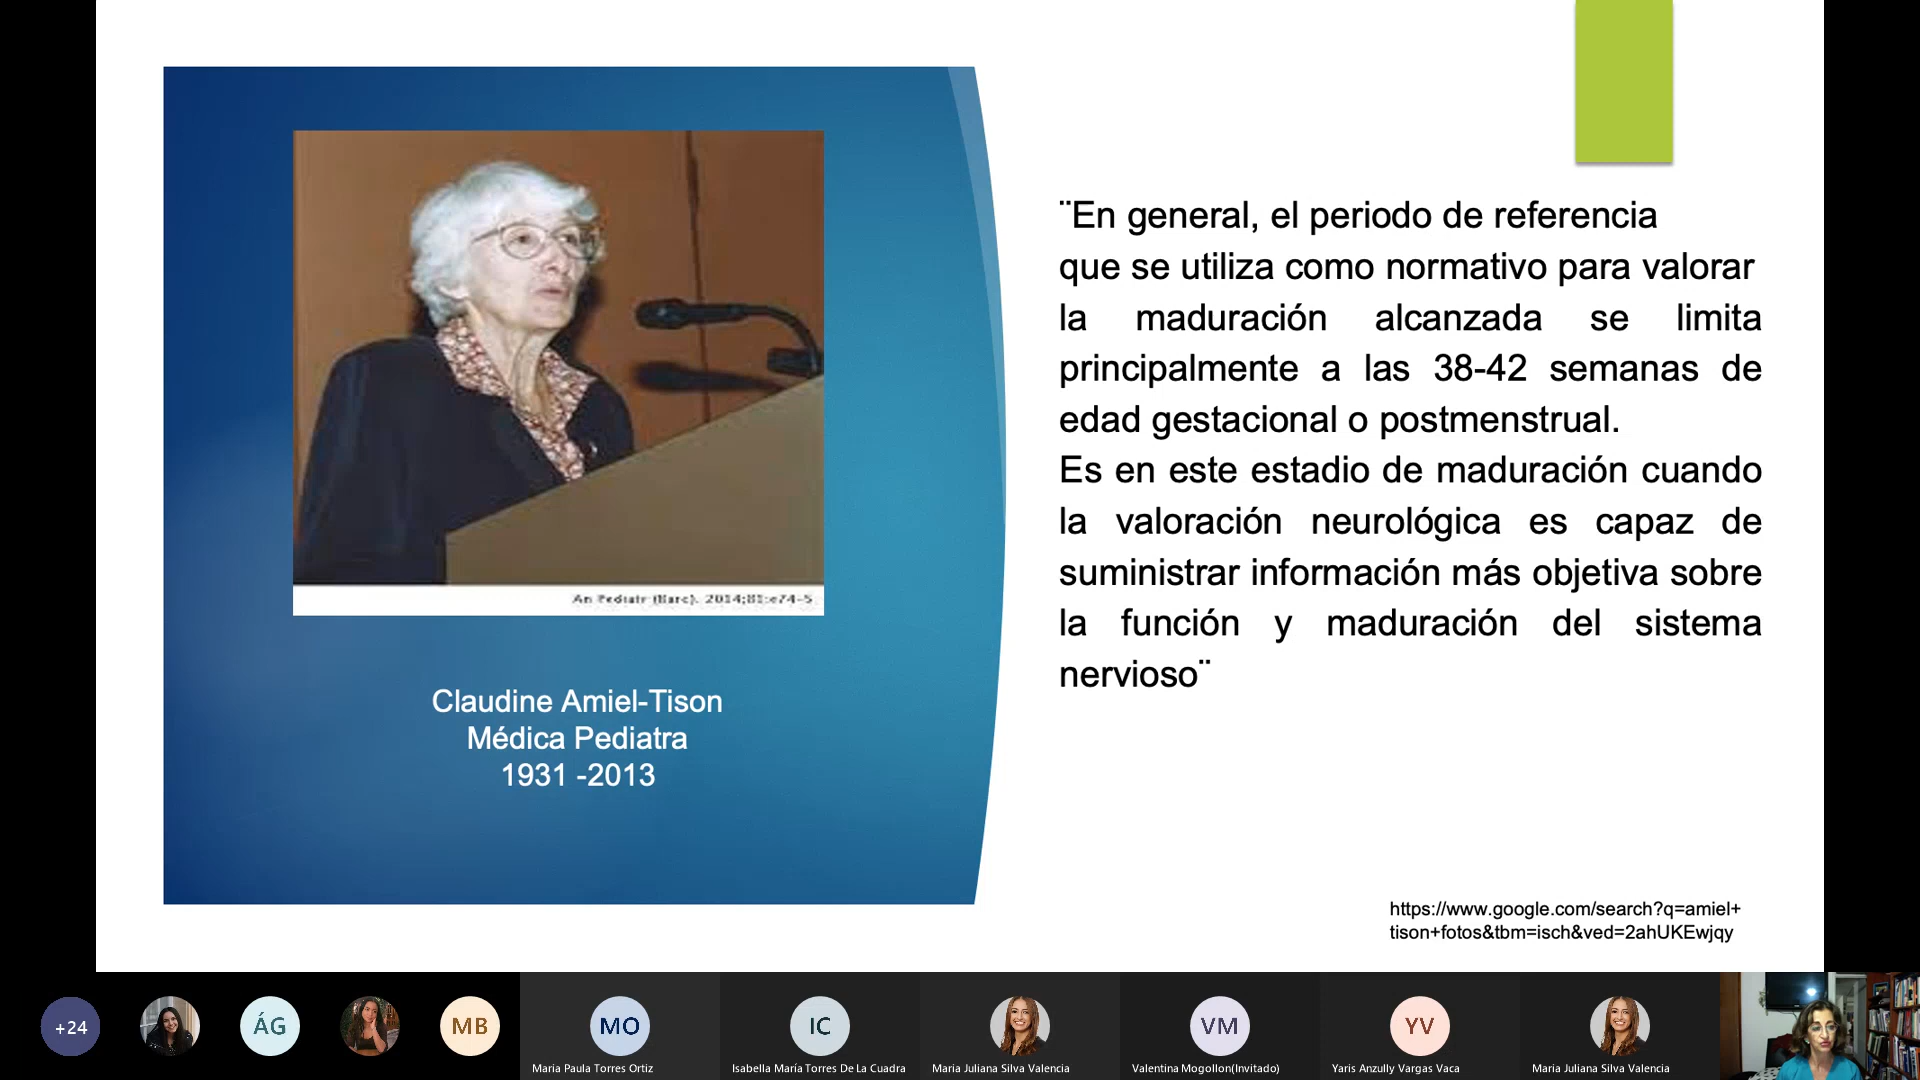 ¨En general, el periodo de referencia
que se utiliza como normativo para valorar
la maduración alcanzada se limita
principalmente a las 38-42 semanas de
edad gestacional o postmenstrual.
Es en este estadio de maduración cuando
la valoración neurológica es capaz de
suministrar información más objetiva sobre
la función y maduración del sistema
nervioso¨
An Pediatr (Barc). 2014;81:e74-5
Claudine Amiel-Tison
Médica Pediatra
1931 -2013
https://www.google.com/search?q=amiel+
tison+fotos&tbm=isch&ved=2ahUKEwjqy
+24
ÁG
MB
MO
IC
VM
YV
Maria Paula Torres Ortiz
Isabella María Torres De La Cuadra
Maria Juliana Silva Valencia
Valentina Mogollon(Invitado)
Yaris Anzully Vargas Vaca
Maria Juliana Silva Valencia